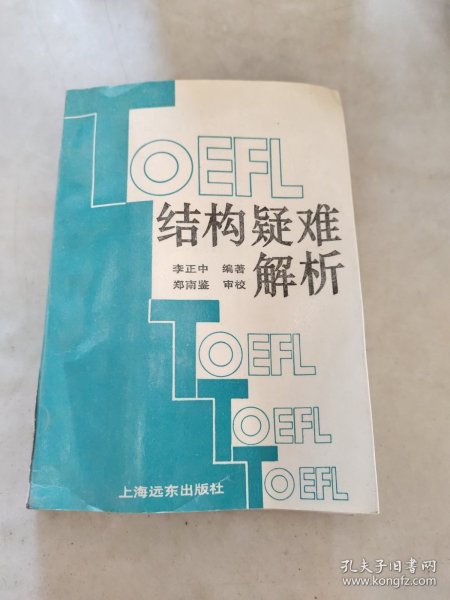 TOEFL
结构疑难
解析
李正中 编著
郑南鉴 审校
TOEFL
TOEFL
TOEFL
上海远东出版社
孔夫子旧书网
www.kongfz.com